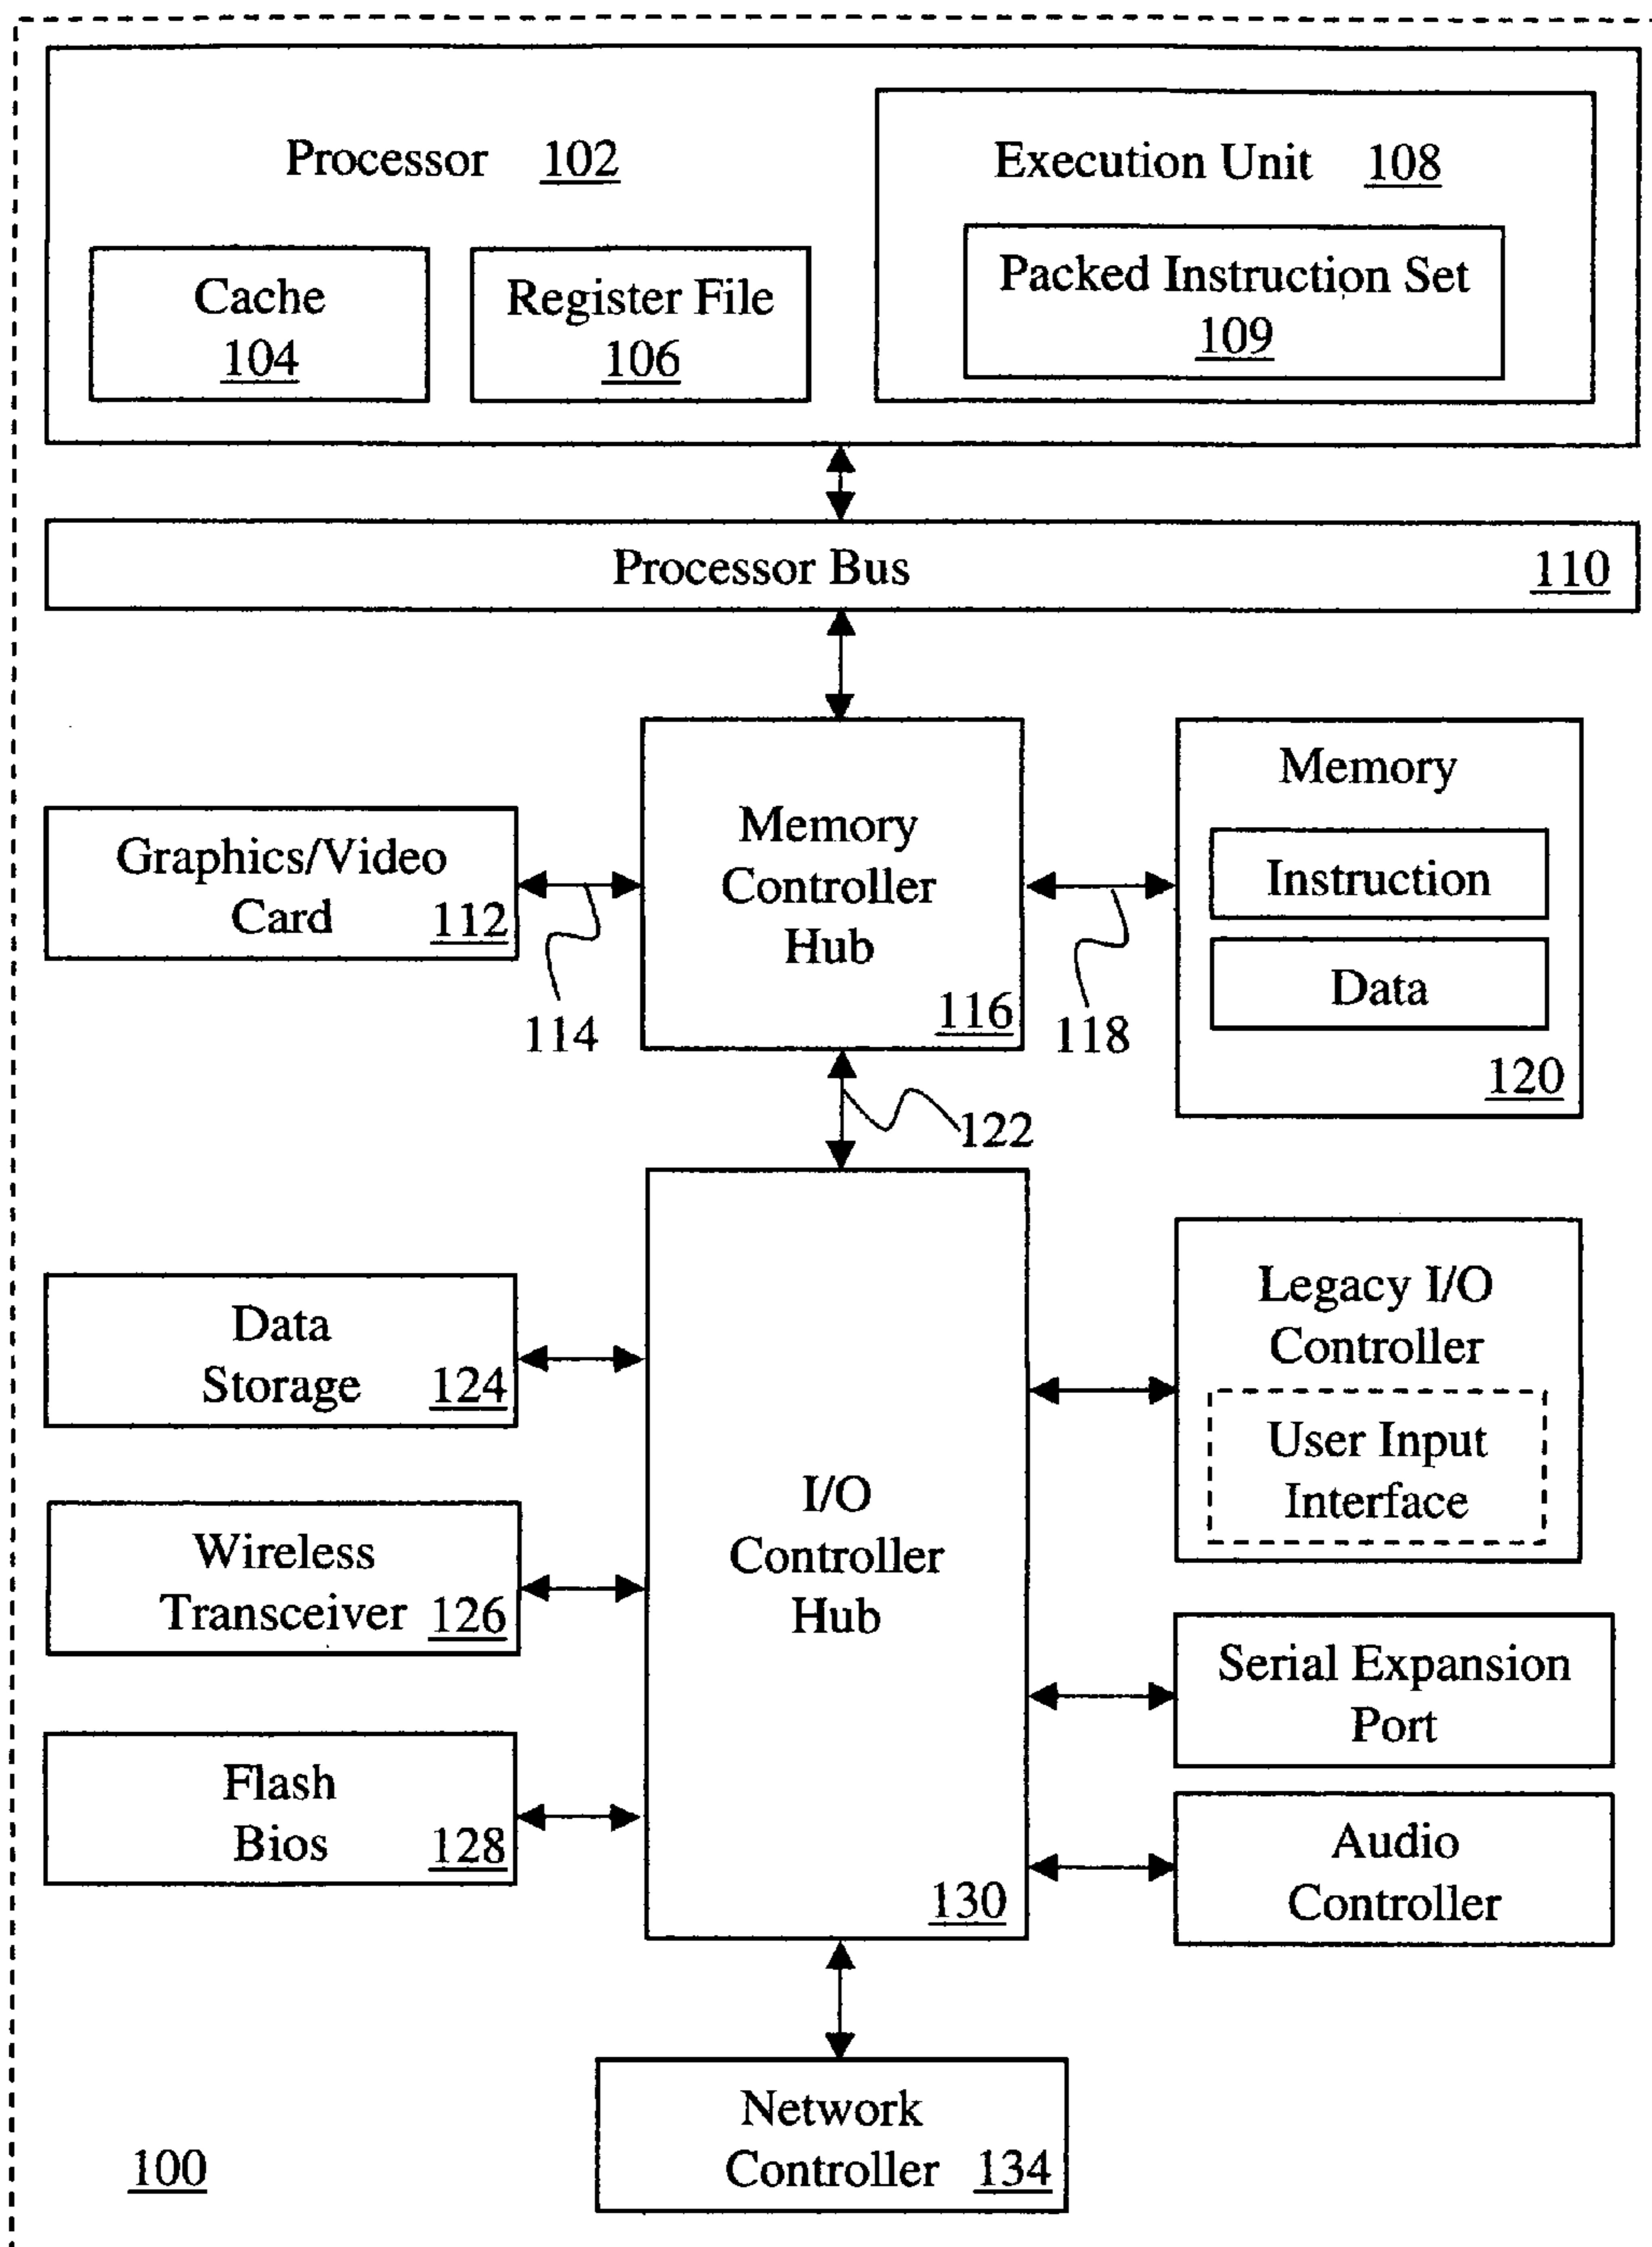 Processor 102
Execution Unit 108
Packed Instruction Set
109
Cache
104
Register File
106
Processor Bus 110
Memory
Instruction
Data
120
Graphics/Video
Card 112
114
Memory
Controller
Hub
116
118
122
Data
Storage 124
Wireless
Transceiver 126
Flash
Bios 128
I/O
Controller
Hub
130
Legacy I/O
Controller
User Input
Interface
Serial Expansion
Port
Audio
Controller
Network
Controller 134
100